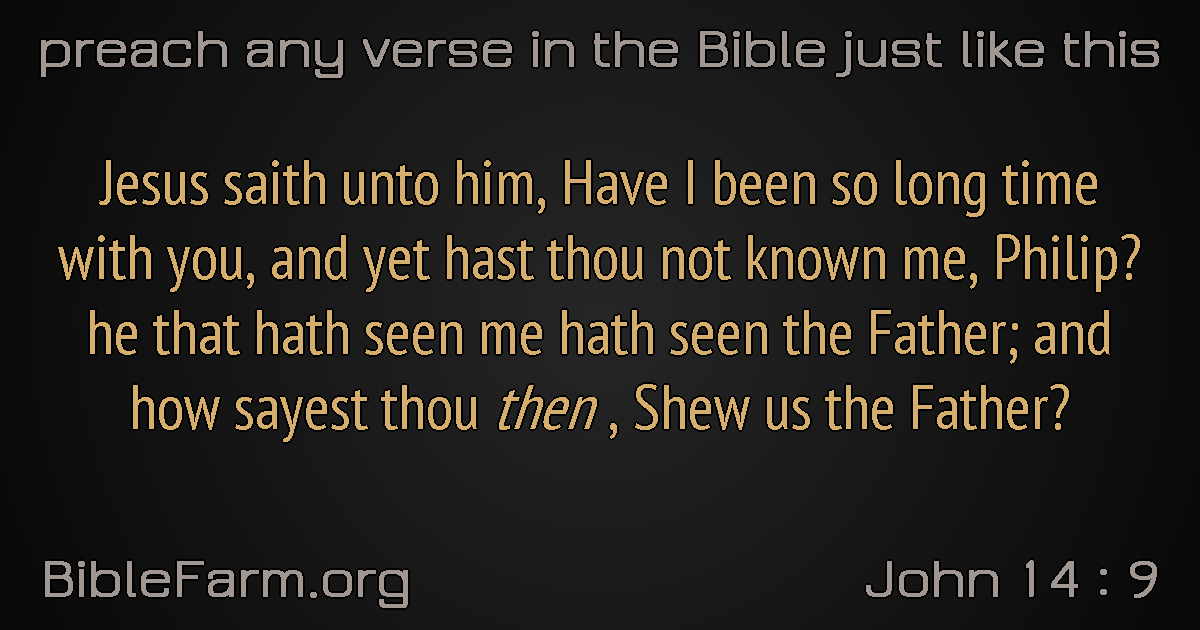 preach any verse in the Bible just like this
Jesus saith unto him, Have I been so long time
with you, and yet hast thou not known me, Philip?
he that hath seen me hath seen the Father; and
how sayest thou then , Shew us the Father?
BibleFarm.org
John 14 : 9